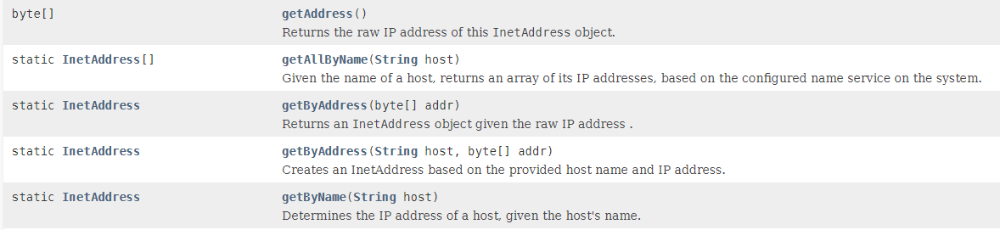 byte[] getAddress()
Returns the raw IP address of this InetAddress object.
static InetAddress[] getAllByName(String host)
Given the name of a host, returns an array of its IP addresses, based on the configured name service on the system.
static InetAddress getByAddress(byte[] addr)
Returns an InetAddress object given the raw IP address .
static InetAddress getByAddress(String host, byte[] addr)
Creates an InetAddress based on the provided host name and IP address.
static InetAddress getByName(String host)
Determines the IP address of a host, given the host's name.